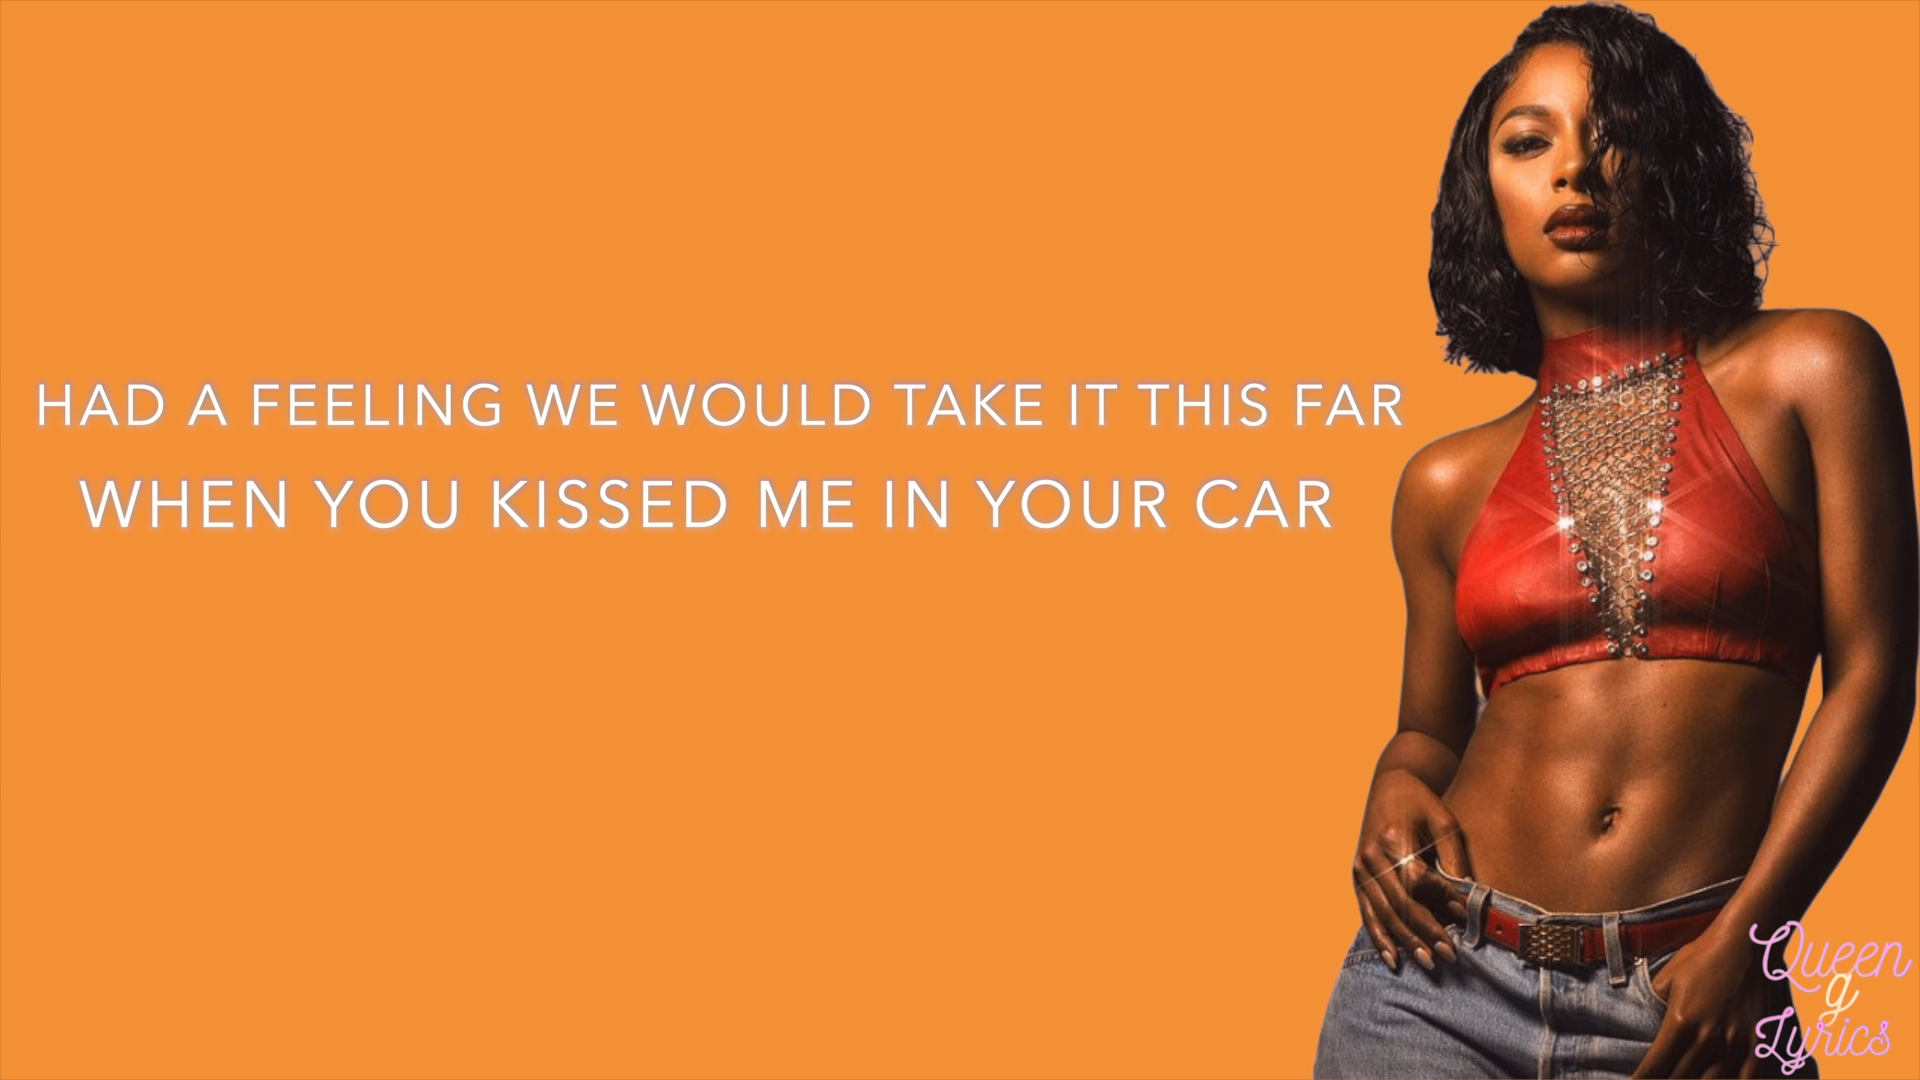 HAD A FEELING WE WOULD TAKE IT THIS FAR
WHEN YOU KISSED ME IN YOUR CAR
Queen
g
Lyrics